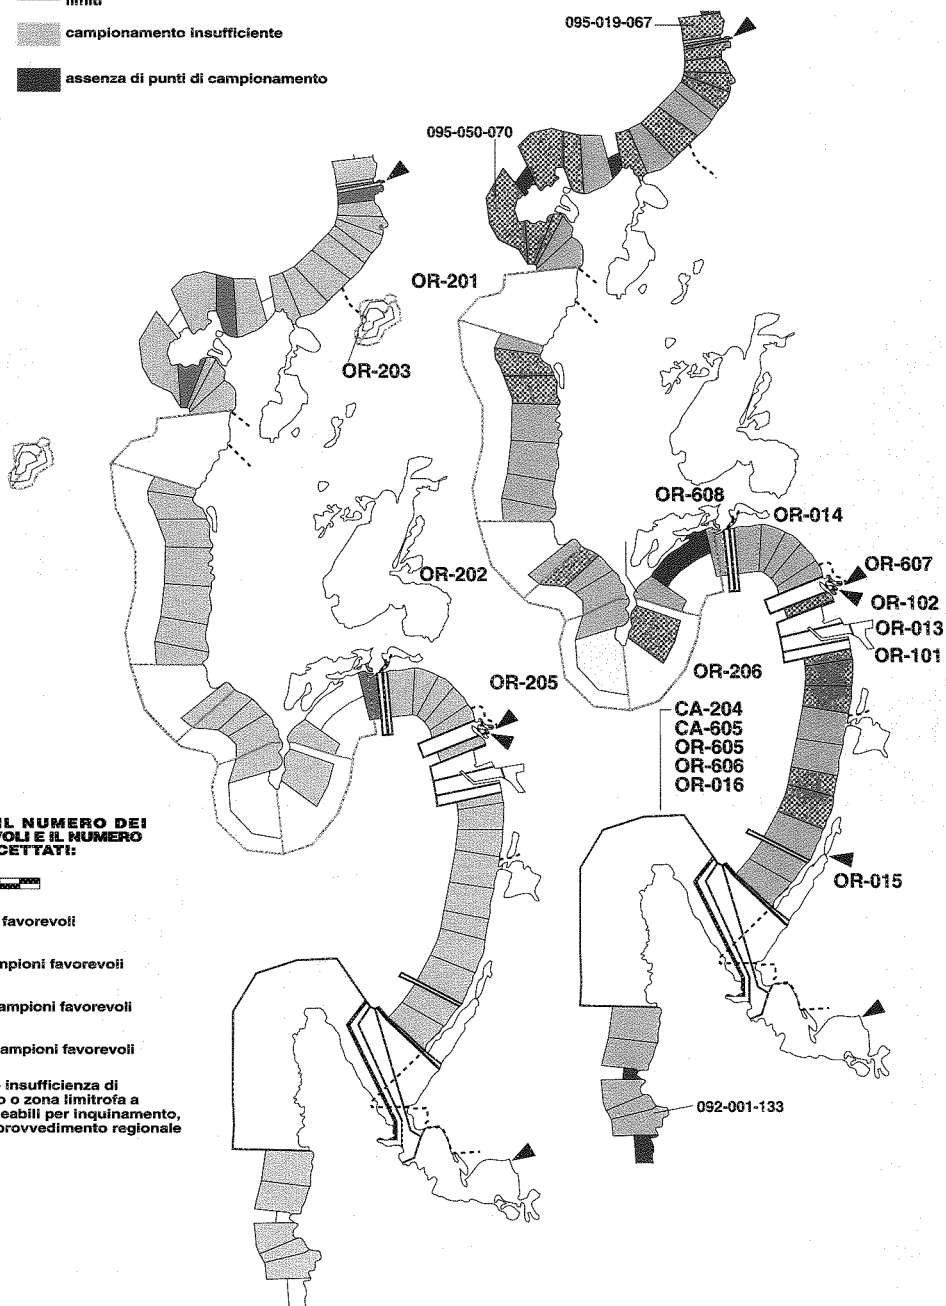 limiti
campionamento insufficiente
assenza di punti di campionamento
095-019-067
095-050-070
OR-201
OR-203
OR-202
OR-608
OR-014
OR-607
OR-102
OR-013
OR-101
OR-205
OR-206
CA-204
CA-605
OR-605
OR-606
OR-016
OR-015
092-001-133
IL NUMERO DEI
VOLI E IL NUMERO
CETTATI:
favorevoli
mpioni favorevoli
ampioni favorevoli
campioni favorevoli
insufficienza di
o o zona limitrofa a
eabili per inquinamento,
provvedimento regionale